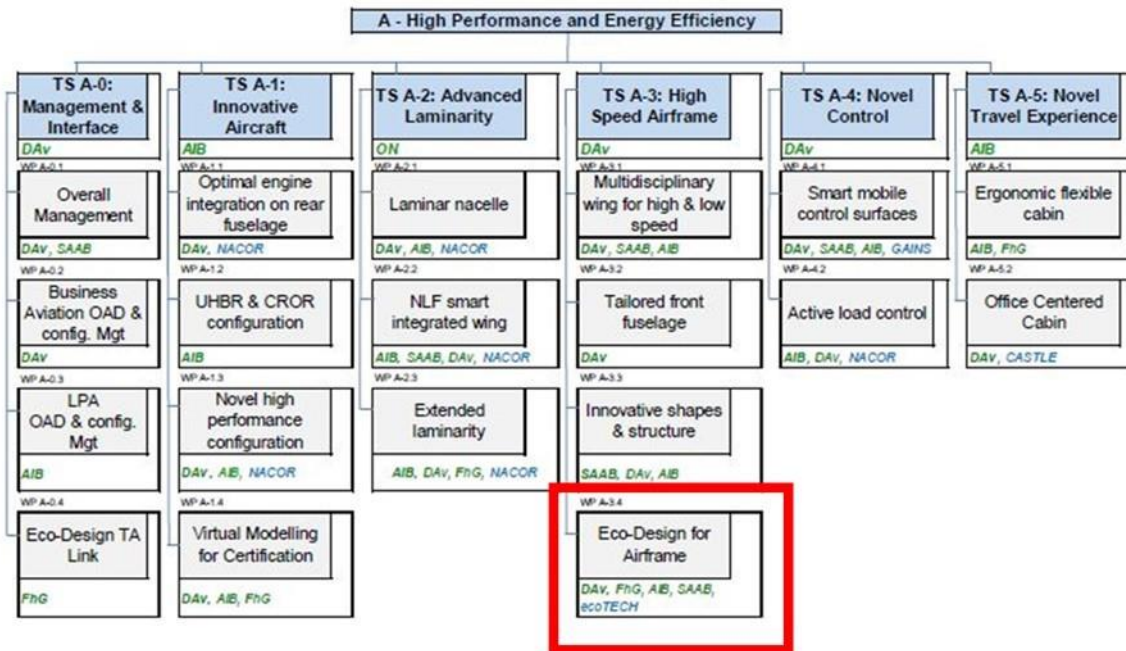 A - High Performance and Energy Efficiency
TS A-0:
Management &
Interface
DAv
WP A-0.1
Overall
Management
DAv, SAAB
WP A-0.2
Business
Aviation OAD &
config. Mgt
DAv
WP A-0.3
LPA
OAD & config.
Mgt
AIB
WP A-0.4
Eco-Design TA
Link
FhG
TS A-1:
Innovative
Aircraft
AIB
WP A-1.1
Optimal engine
integration on rear
fuselage
DAv, NACOR
WP A-1.2
UHBR & CROR
configuration
AIB
WP A-1.3
Novel high
performance
configuration
DAv, AIB, NACOR
WP A-1.4
Virtual Modelling
for Certification
DAv, AIB, FhG
TS A-2: Advanced
Laminarity
ON
WP A-2.1
Laminar nacelle
DAv, AIB, NACOR
WP A-2.2
NLF smart
integrated wing
AIB, SAAB, DAv, NACOR
WP A-2.3
Extended
laminarity
AIB, DAv, FhG, NACOR
TS A-3: High
Speed Airframe
DAv
WP A-3.1
Multidisciplinary
wing for high & low
speed
DAv, SAAB, AIB
WP A-3.2
Tailored front
fuselage
DAv
WP A-3.3
Innovative shapes
& structure
SAAB, DAv, AIB
WP A-3.4
Eco-Design for
Airframe
DAv, FhG, AIB, SAAB,
ecoTECH
TS A-4: Novel
Control
DAv
WP A-4.1
Smart mobile
control surfaces
DAv, SAAB, AIB, GAINS
WP A-4.2
Active load control
AIB, DAv, NACOR
TS A-5: Novel
Travel Experience
AIB
WP A-5.1
Ergonomic flexible
cabin
AIB, FhG
WP A-5.2
Office Centered
Cabin
DAv, CASTLE